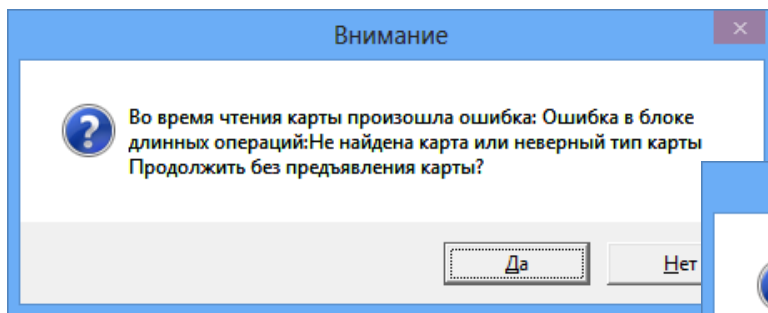 Внимание
Во время чтения карты произошла ошибка: Ошибка в блоке
длинных операций:Не найдена карта или неверный тип карты
Продолжить без предъявления карты?
Да
Нет